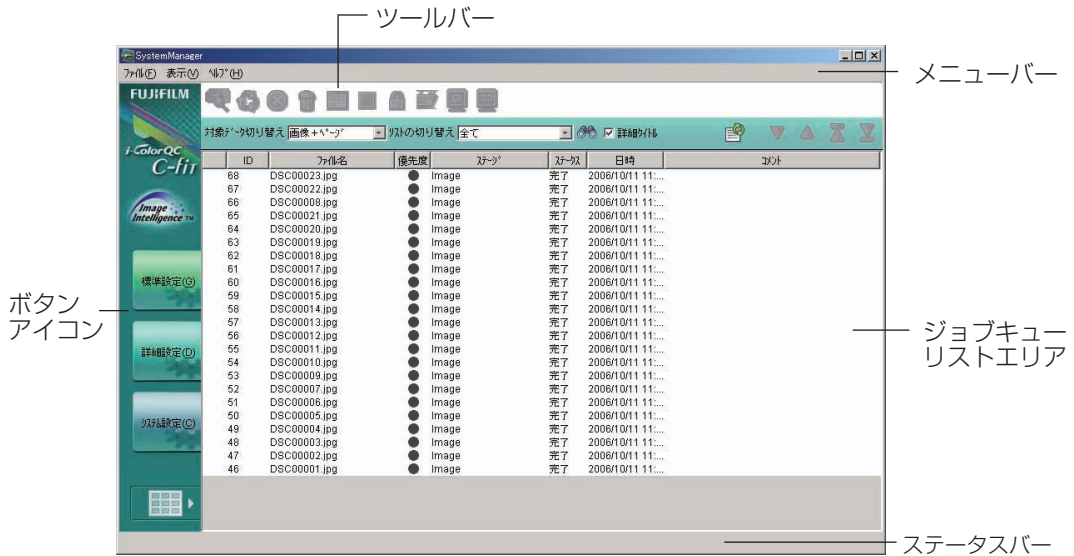 ツールバー
SystemManager
ﾌｧｲﾙ(F) 表示(V) ﾍﾙﾌﾟ(H)
メニューバー
FUJIFILM
対象ﾃﾞｰﾀ切り替え 画像+ﾍﾟｰｼﾞ ﾘｽﾄの切り替え 全て 詳細ﾀｲﾄﾙ
i-ColorQC
C-fit
Image
Intelligence TM
ID ﾌｧｲﾙ名 優先度 ｽﾃｰｼﾞ ｽﾃｰﾀｽ 日時 ｺﾒﾝﾄ
68 DSC00023.jpg Image 完了 2006/10/11 11:...
67 DSC00022.jpg Image 完了 2006/10/11 11:...
66 DSC00008.jpg Image 完了 2006/10/11 11:...
65 DSC00021.jpg Image 完了 2006/10/11 11:...
64 DSC00020.jpg Image 完了 2006/10/11 11:...
63 DSC00019.jpg Image 完了 2006/10/11 11:...
62 DSC00018.jpg Image 完了 2006/10/11 11:...
61 DSC00017.jpg Image 完了 2006/10/11 11:...
60 DSC00016.jpg Image 完了 2006/10/11 11:...
59 DSC00015.jpg Image 完了 2006/10/11 11:...
58 DSC00014.jpg Image 完了 2006/10/11 11:...
57 DSC00013.jpg Image 完了 2006/10/11 11:...
56 DSC00012.jpg Image 完了 2006/10/11 11:...
55 DSC00011.jpg Image 完了 2006/10/11 11:...
54 DSC00010.jpg Image 完了 2006/10/11 11:...
53 DSC00009.jpg Image 完了 2006/10/11 11:...
52 DSC00007.jpg Image 完了 2006/10/11 11:...
51 DSC00006.jpg Image 完了 2006/10/11 11:...
50 DSC00005.jpg Image 完了 2006/10/11 11:...
49 DSC00004.jpg Image 完了 2006/10/11 11:...
48 DSC00003.jpg Image 完了 2006/10/11 11:...
47 DSC00002.jpg Image 完了 2006/10/11 11:...
46 DSC00001.jpg Image 完了 2006/10/11 11:...
標準設定(G)
詳細設定(D)
ｼｽﾃﾑ設定(C)
ボタン
アイコン
ジョブキュー
リストエリア
ステータスバー